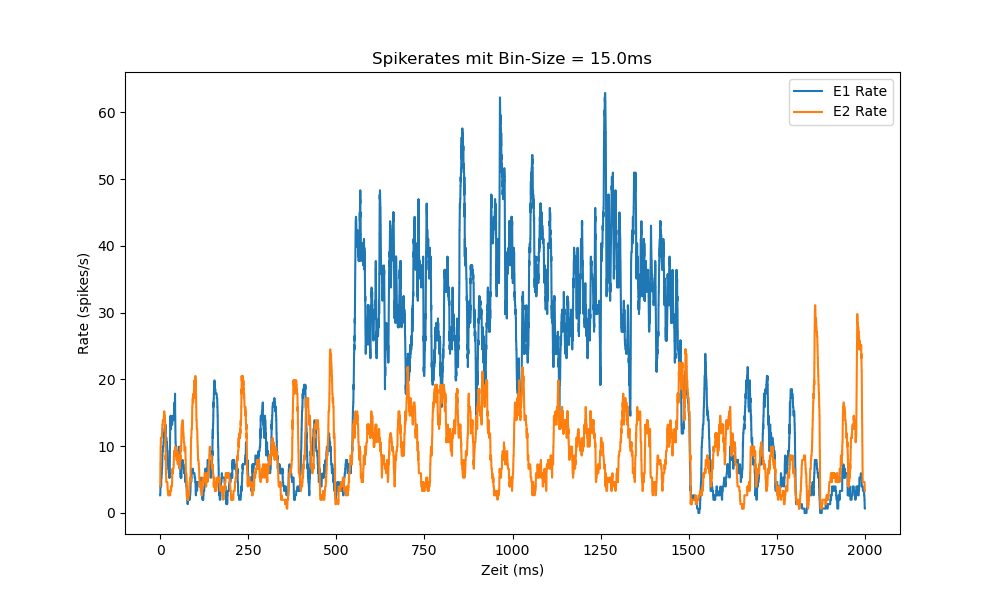 Spikerates mit Bin-Size = 15.0ms
E1 Rate
E2 Rate
Rate (spikes/s)
60
50
40
30
20
10
0
0 250 500 750 1000 1250 1500 1750 2000
Zeit (ms)